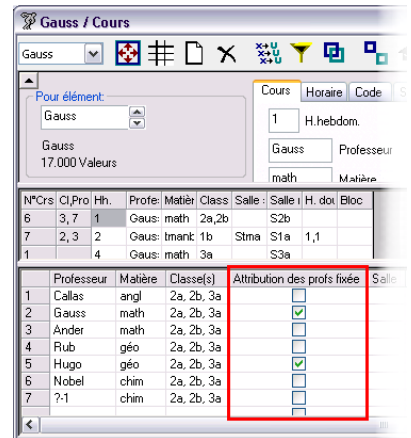 Gauss / Cours
Gauss
Pour élément:
Gauss
Gauss
17.000 Valeurs
Cours Horaire Code
1 H.hebdom.
Gauss Professeur
math Matière
N°Crs Cl,Pro Hh. Profe: Matièr Class Salle : Salle H. dou Bloc
6 3, 7 1 Gaus: math 2a,2b S2b
7 2, 3 2 Gaus: tmank 1b Stma S1a 1,1
1 4 Gaus: math 3a S3a
Professeur Matière Classe(s) Attribution des profs fixée Salle
1 Callas angl 2a, 2b, 3a
2 Gauss math 2a, 2b, 3a
3 Ander math 2a, 2b, 3a
4 Rub géo 2a, 2b, 3a
5 Hugo géo 2a, 2b, 3a
6 Nobel chim 2a, 2b, 3a
7 ?-1 chim 2a, 2b, 3a